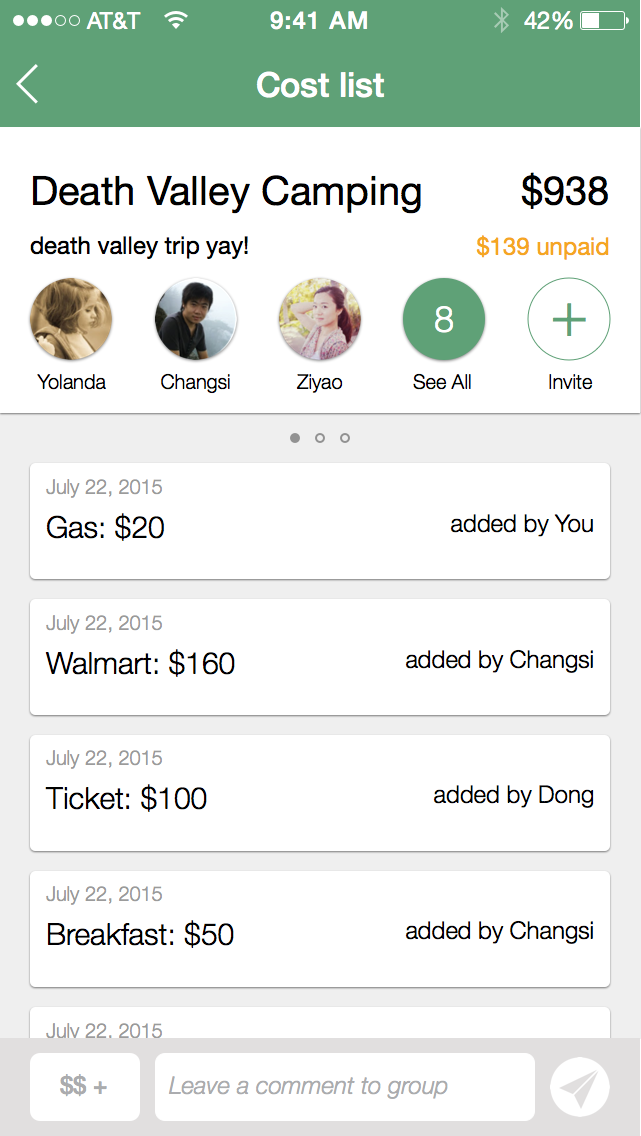 AT&T 9:41 AM 42%
Cost list
Death Valley Camping $938
death valley trip yay! $139 unpaid
8
Yolanda Changsi Ziyao See All Invite
July 22, 2015
Gas: $20 added by You
July 22, 2015
Walmart: $160 added by Changsi
July 22, 2015
Ticket: $100 added by Dong
July 22, 2015
Breakfast: $50 added by Changsi
July 22, 2015
$$ + Leave a comment to group